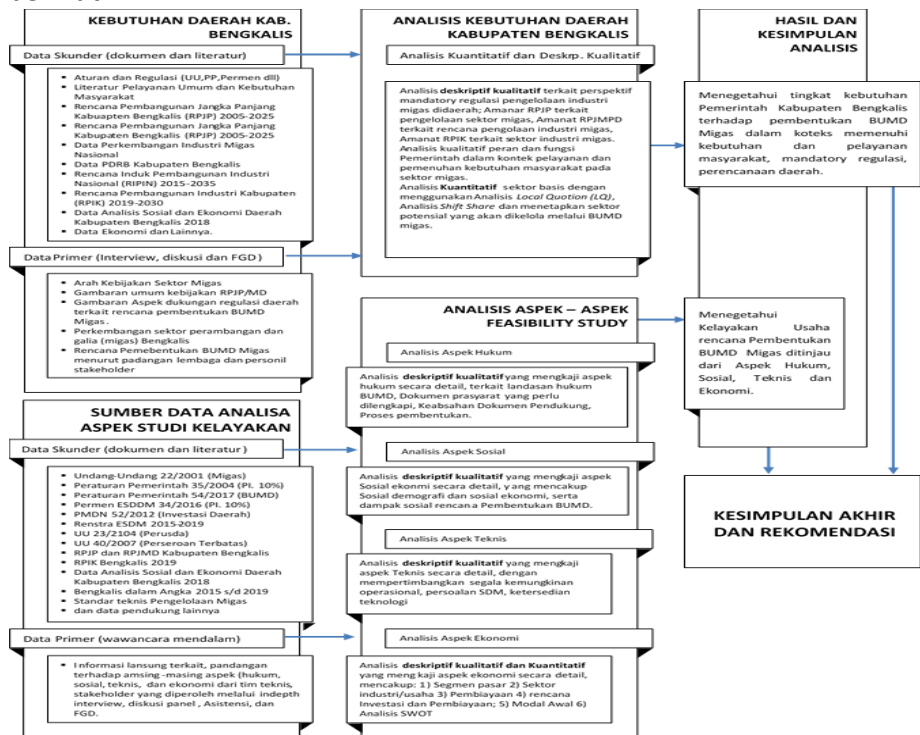 KEBUTUHAN DAERAH KAB.
BENGKALIS
Data Skunder (dokumen dan literatur)
• Aturan dan Regulasi (UU,PP,Permen dll)
• Literatur Pelayanan Umum dan Kebutuhan
Masyarakat
• Rencana Pembangunan Jangka Panjang
Kabuapten Bengkalis (RPJP) 2005-2025
• Rencana Pembangunan Jangka Panjang
Kabupaten Bengkalis (RPJP) 2005-2025
• Data Perkembangan Industri Migas
Nasional
• Data PDRB Kabupaten Bengkalis
• Rencana Induk Pembangunan Industri
Nasional (RIPIN) 2015-2035
• Rencana Pembangunan Industri Kabupaten
(RPIK) 2019-2030
• Data Analisis Sosial dan Ekonomi Daerah
Kabupaten Bengkalis 2018
• Data Ekonomi dan Lainnya.
Data Primer (Interview, diskusi dan FGD )
• Arah Kebijakan Sektor Migas
• Gambaran umum kebijakan RPJP/MD
• Gambaran Aspek dukungan regulasi daerah
terkait rencana pembentukan BUMD
Migas.
• Perkembangan sektor perambangan dan
galia (migas) Bengkalis
• Rencana Pemebentukan BUMD Migas
menurut padangan lembaga dan personil
stakeholder
SUMBER DATA ANALISA
ASPEK STUDI KELAYAKAN
Data Skunder (dokumen dan literatur )
• Undang-Undang 22/2001 (Migas)
• Peraturan Pemerintah 35/2004 (PI. 10%)
• Peraturan Pemerintah 54/2017 (BUMD)
• Permen ESDDM 34/2016 (PI. 10%)
• PMDN 52/2012 (Investasi Daerah)
• Renstra ESDM 2015-2019
• UU 23/2104 (Perusda)
• UU 40/2007 (Perseroan Terbatas)
• RPJP dan RPJMD Kabupaten Bengkalis
• RPIK Bengkalis 2019
• Data Analisis Sosial dan Ekonomi Daerah
Kabupaten Bengkalis 2018
• Bengkalis dalam Angka 2015 s/d 2019
• Standar teknis Pengelolaan Migas
• dan data pendukung lainnya
Data Primer (wawancara mendalam)
• Informasi lansung terkait, pandangan
terhadap amsing -masing aspek (hukum,
sosial, teknis, dan ekonomi dari tim teknis,
stakeholder yang diperoleh melalui indepth
interview, diskusi panel , Asistensi, dan
FGD.
ANALISIS KEBUTUHAN DAERAH
KABUPATEN BENGKALIS
Analisis Kuantitatif dan Deskrp. Kualitatif
Analisis deskriptif kualitatif terkait perspektif
mandatory regulasi pengelolaan industri
migas didaerah; Amanar RPJP terkait
pengelolaan sektor migas, Amanat RPJMPD
terkait rencana pengolaan industri migas,
Amanat RPIK terkait sektor industri migas.
Analisis kualitatif peran dan fungsi
Pemerintah dalam kontek pelayanan dan
pemenuhan kebutuhan masyarakat pada
sektor migas.
Analisis Kuantitatif sektor basis dengan
menggunakan Analisis Local Quotion (LQ),
Analisis Shift Share dan menetapkan sektor
potensial yang akan dikelola melalui BUMD
migas.
ANALISIS ASPEK – ASPEK
FEASIBILITY STUDY
Analisis Aspek Hukum
Analisis deskriptif kualitatif yang mengkaji aspek
hukum secara detail, terkait landasan hukum
BUMD, Dokumen prasyarat yang perlu
dilengkapi, Keabsahan Dokumen Pendukung,
Proses pembentukan.
Analisis Aspek Sosial
Analisis deskriptif kualitatif yang mengkaji aspek
Sosial ekonmi secara detail, yang mencakup
Sosial demografi dan sosial ekonomi, serta
dampak sosial rencana Pembentukan BUMD.
Analisis Aspek Teknis
Analisis deskriptif kualitatif yang mengkaji
aspek Teknis secara detail, dengan
mempertimbangkan segala kemungkinan
operasional, persoalan SDM, ketersedian
teknologi
Analisis Aspek Ekonomi
Analisis deskriptif kualitatif dan Kuantitatif
yang meng kaji aspek ekonomi secara detail,
mencakup: 1) Segmen pasar 2) Sektor
industri/usaha 3) Pembiayaan 4) rencana
Investasi dan Pembiayaan; 5) Modal Awal 6)
Analisis SWOT
HASIL DAN
KESIMPULAN
ANALISIS
Menegetahui tingkat kebutuhan
Pemerintah Kabupaten Bengkalis
terhadap pembentukan BUMD
Migas dalam koteks memenuhi
kebutuhan dan pelayanan
masyarakat, mandatory regulasi,
perencanaan daerah.
Menegetahui
Kelayakan Usaha
rencana Pembentukan
BUMD Migas ditinjau
dari Aspek Hukum,
Sosial, Teknis dan
Ekonomi.
KESIMPULAN AKHIR
DAN REKOMENDASI